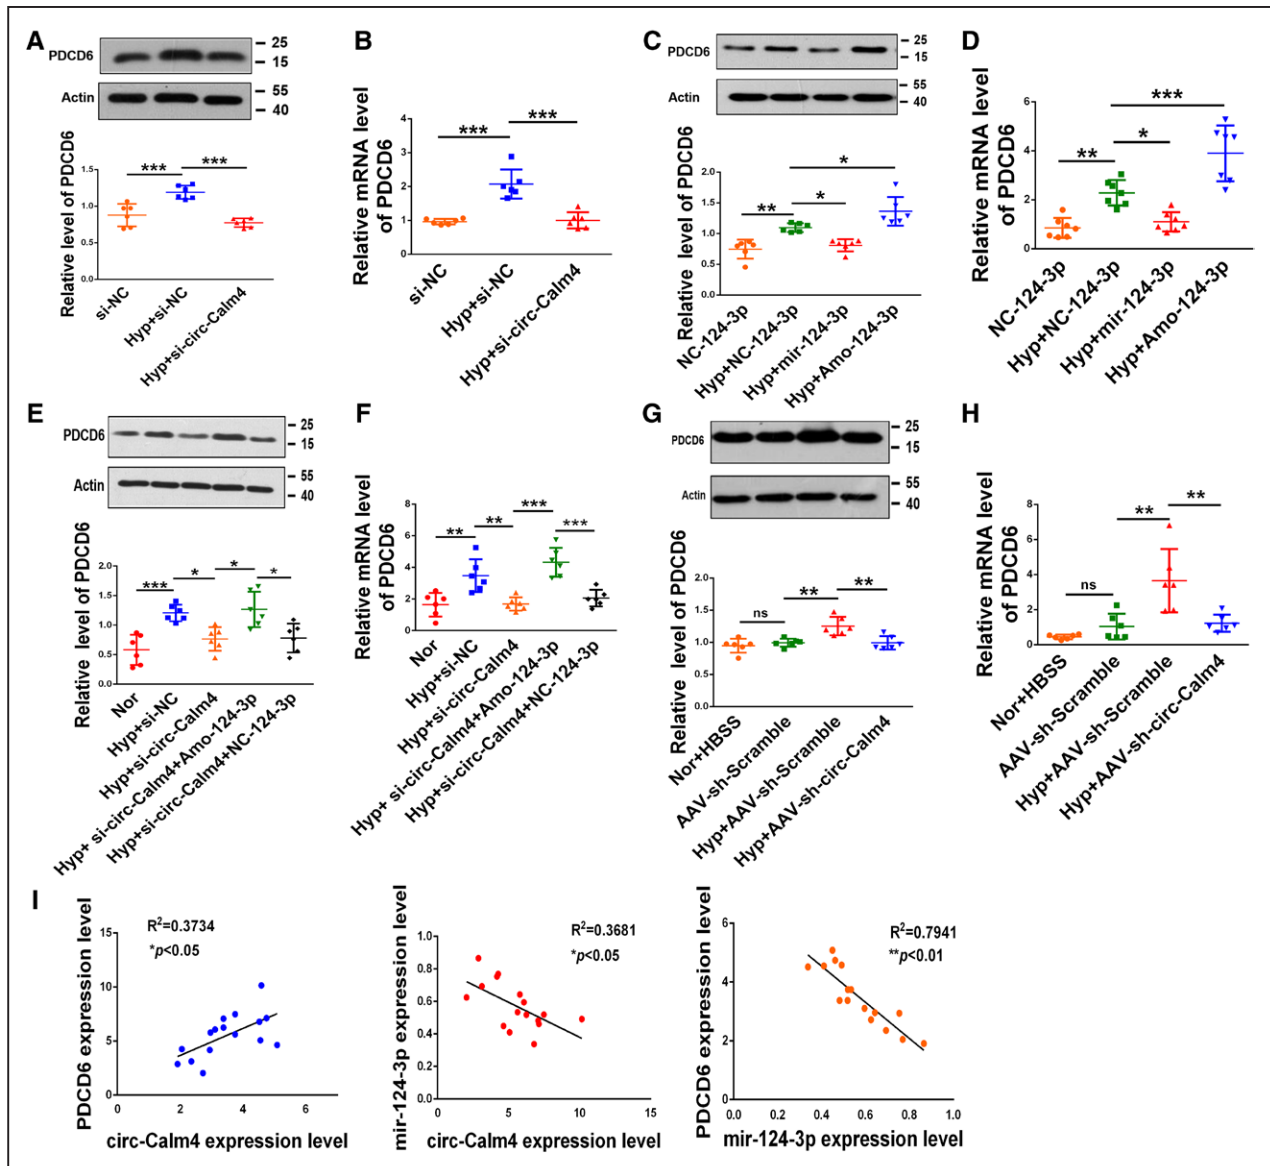 A
PDCD6
25
15
Actin
55
40
Relative level of PDCD6
1.5
1.0
0.5
0.0
***
***
si-NC
Hyp+si-NC
Hyp+si-circ-Calm4
B
Relative mRNA level
of PDCD6
4
3
2
1
0
***
***
si-NC
Hyp+si-NC
Hyp+si-circ-Calm4
C
PDCD6
25
15
Actin
55
40
Relative level of PDCD6
2.0
1.5
1.0
0.5
0.0
**
*
*
NC-124-3p
Hyp+NC-124-3p
Hyp+mir-124-3p
Hyp+Amo-124-3p
D
Relative mRNA level
of PDCD6
6
4
2
0
**
*
***
NC-124-3p
Hyp+NC-124-3p
Hyp+mir-124-3p
Hyp+Amo-124-3p
E
PDCD6
25
15
Actin
55
40
Relative level of PDCD6
2.0
1.5
1.0
0.5
0.0
***
*
*
*
Nor
Hyp+si-NC
Hyp+si-circ-Calm4
Hyp+ si-circ-Calm4+Amo-124-3p
Hyp+si-circ-Calm4+NC-124-3p
F
Relative mRNA level
of PDCD6
8
6
4
2
0
**
**
***
***
Nor
Hyp+si-NC
Hyp+si-circ-Calm4
Hyp+ si-circ-Calm4+Amo-124-3p
Hyp+si-circ-Calm4+NC-124-3p
G
PDCD6
25
15
Actin
55
40
Relative level of PDCD6
2.0
1.5
1.0
0.5
0.0
ns
**
**
Nor+HBSS
AAV-sh-Scramble
Hyp+AAV-sh-Scramble
Hyp+AAV-sh-circ-Calm4
H
Relative mRNA level
of PDCD6
8
6
4
2
0
ns
**
**
Nor+HBSS
AAV-sh-Scramble
Hyp+AAV-sh-Scramble
Hyp+AAV-sh-circ-Calm4
I
PDCD6 expression level
R²=0.3734
*p<0.05
15
10
5
0
0 2 4 6
circ-Calm4 expression level
mir-124-3p expression level
R²=0.3681
*p<0.05
1.0
0.8
0.6
0.4
0.2
0.0
0 5 10 15
circ-Calm4 expression level
PDCD6 expression level
R²=0.7941
**p<0.01
6
4
2
0
0.0 0.2 0.4 0.6 0.8 1.0
mir-124-3p expression level